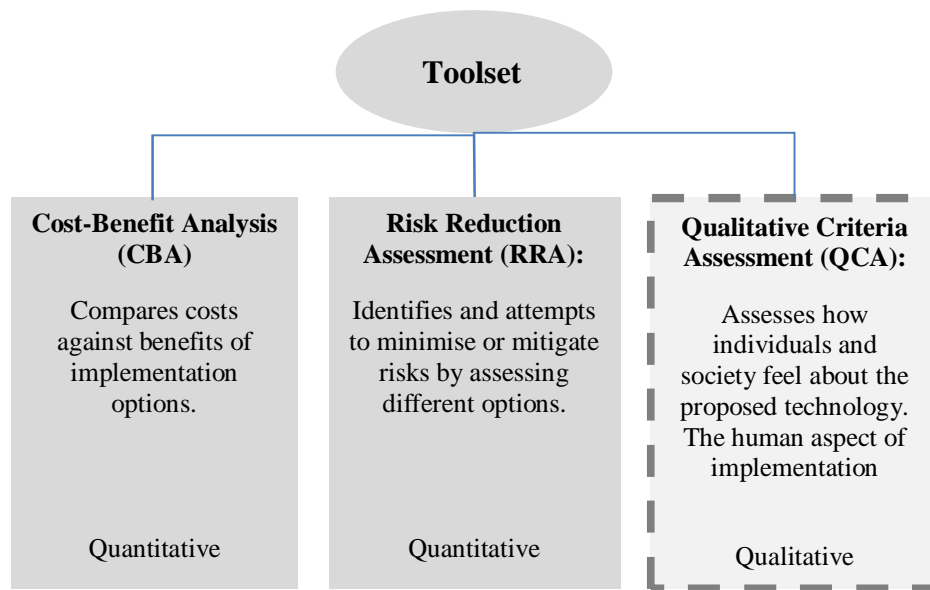 Toolset
Cost-Benefit Analysis
(CBA)
Compares costs
against benefits of
implementation
options.
Quantitative
Risk Reduction
Assessment (RRA):
Identifies and attempts
to minimise or mitigate
risks by assessing
different options.
Quantitative
Qualitative Criteria
Assessment (QCA):
Assesses how
individuals and
society feel about the
proposed technology.
The human aspect of
implementation
Qualitative